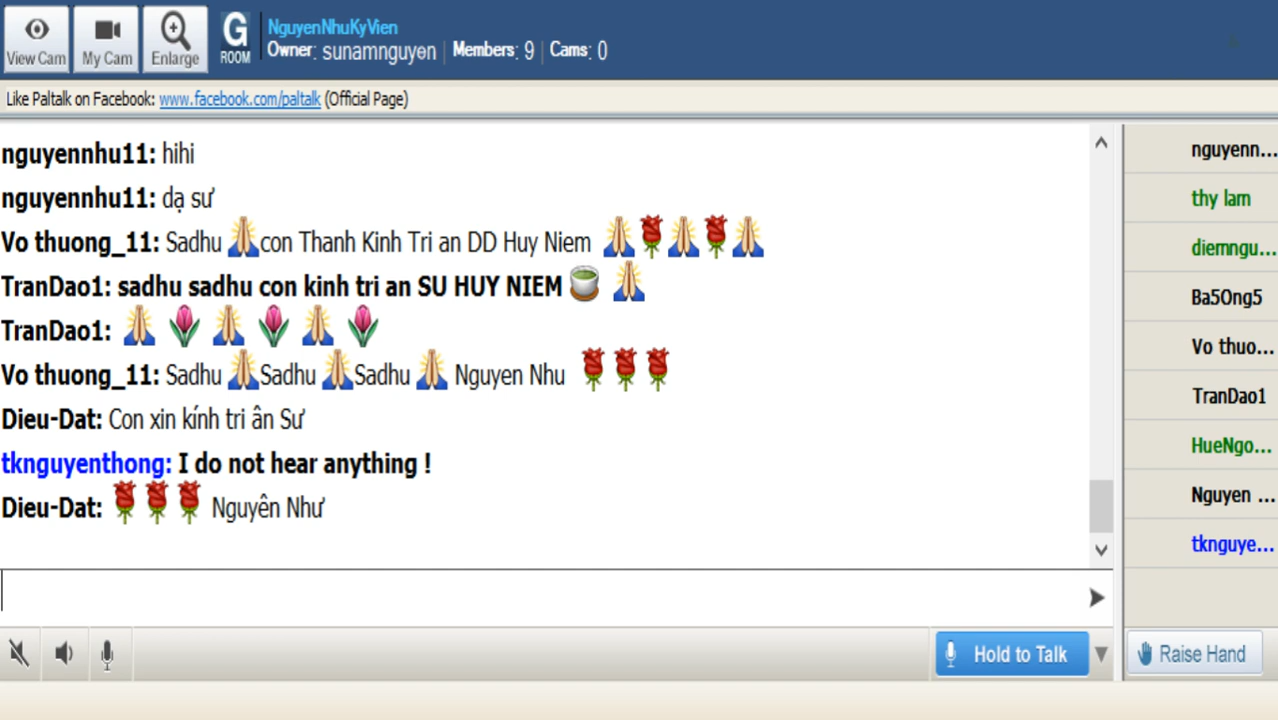 View Cam
My Cam
Enlarge
G
ROOM
NguyenNhuKyVien
Owner: sunamnguyen | Members: 9 | Cams: 0
Like Paltalk on Facebook: www.facebook.com/paltalk (Official Page)
nguyennhu11: hihi
nguyennhu11: dạ sư
Vo thuong_11: Sadhu 🙏con Thanh Kinh Tri an DD Huy Niem 🙏🌹🙏🌹🙏
TranDao1: sadhu sadhu con kinh tri an SU HUY NIEM 🍵 🙏
TranDao1: 🙏 🌷 🙏 🌷 🙏 🌷
Vo thuong_11: Sadhu 🙏Sadhu 🙏Sadhu 🙏 Nguyen Nhu 🌹🌹🌹
Dieu-Dat: Con xin kính tri ân Sư
tknguyenthong: I do not hear anything !
Dieu-Dat: 🌹🌹🌹 Nguyên Như
nguyenn...
thy lam
diemngu...
Ba5Ong5
Vo thuo...
TranDao1
HueNgo...
Nguyen ...
tknguye...
Hold to Talk
Raise Hand